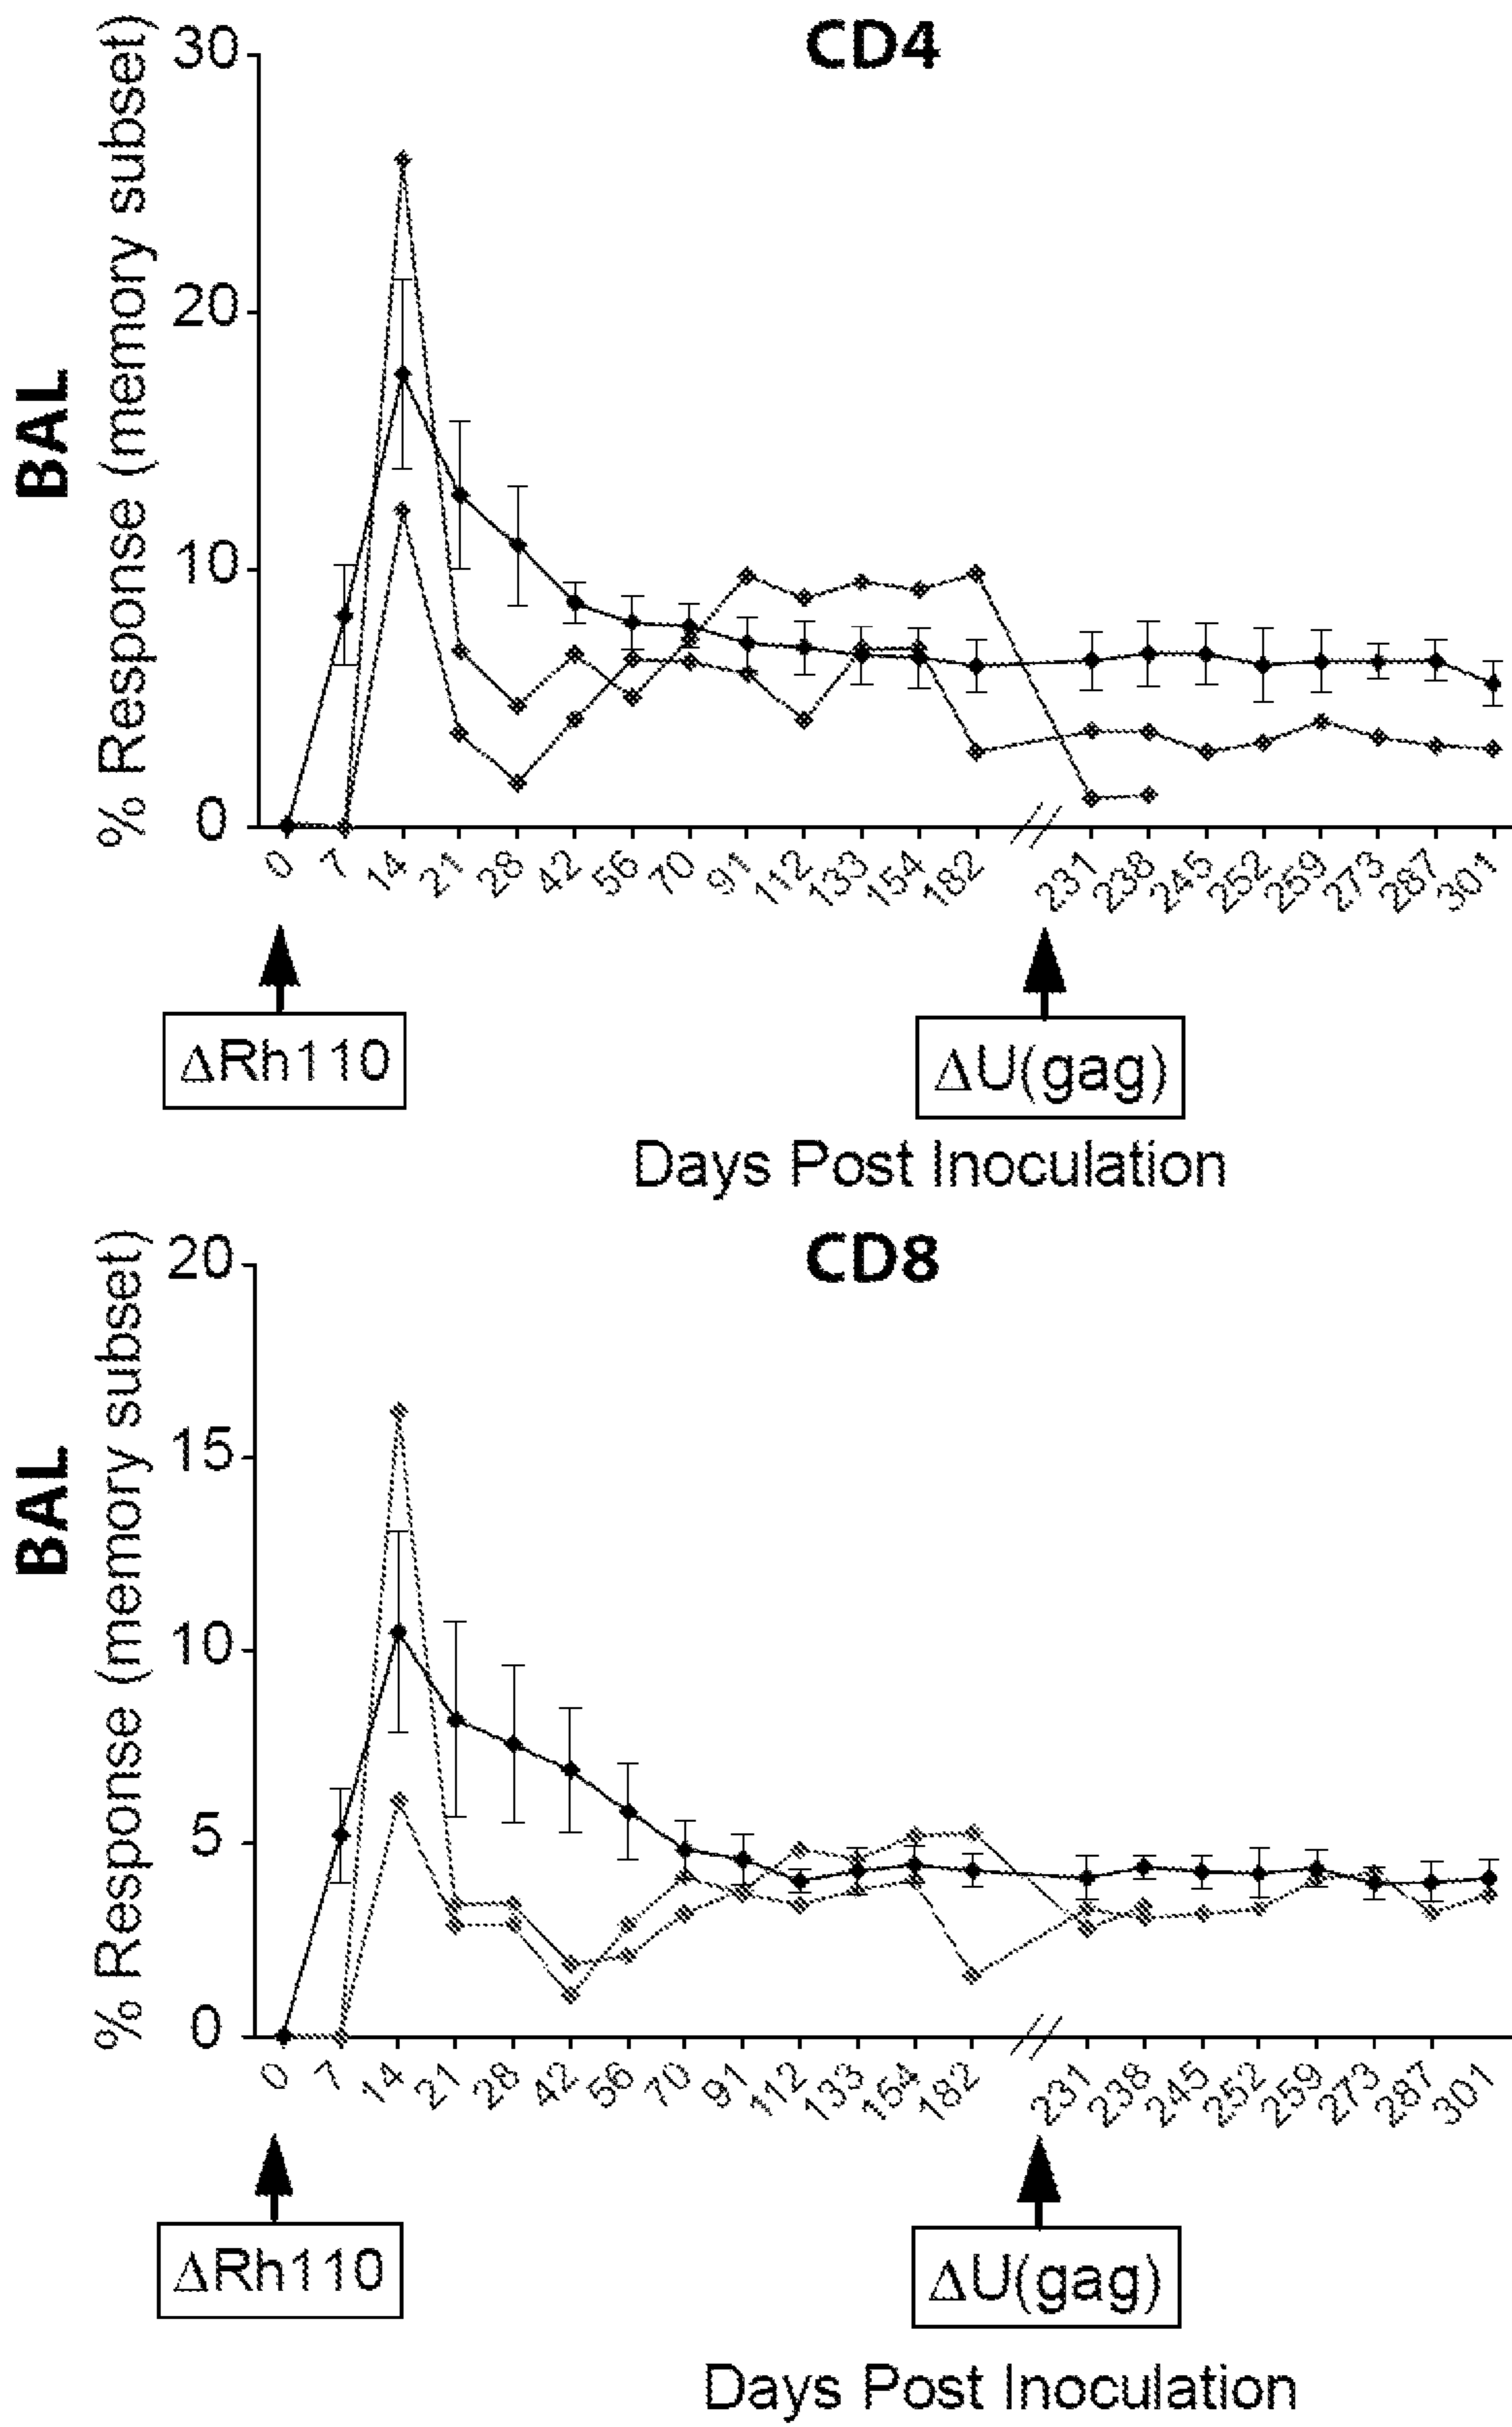 CD4
BAL
% Response (memory subset)
30
20
10
0
0 7 14 21 28 42 56 70 91 112 133 154 182 231 238 245 252 259 273 287 301
ΔRh110
ΔU(gag)
Days Post Inoculation
CD8
BAL
% Response (memory subset)
20
15
10
5
0
0 7 14 21 28 42 56 70 91 112 133 154 182 231 238 245 252 259 273 287 301
ΔRh110
ΔU(gag)
Days Post Inoculation